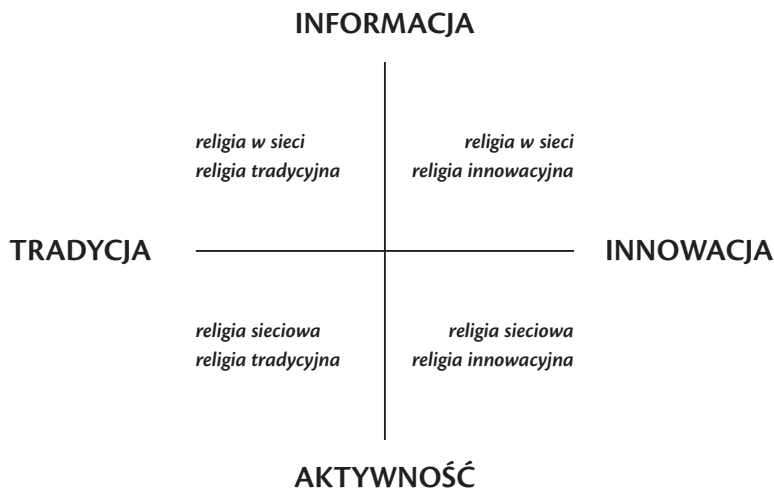 INFORMACJA
religia w sieci
religia tradycyjna
religia w sieci
religia innowacyjna
TRADYCJA
INNOWACJA
religia sieciowa
religia tradycyjna
religia sieciowa
religia innowacyjna
AKTYWNOŚĆ